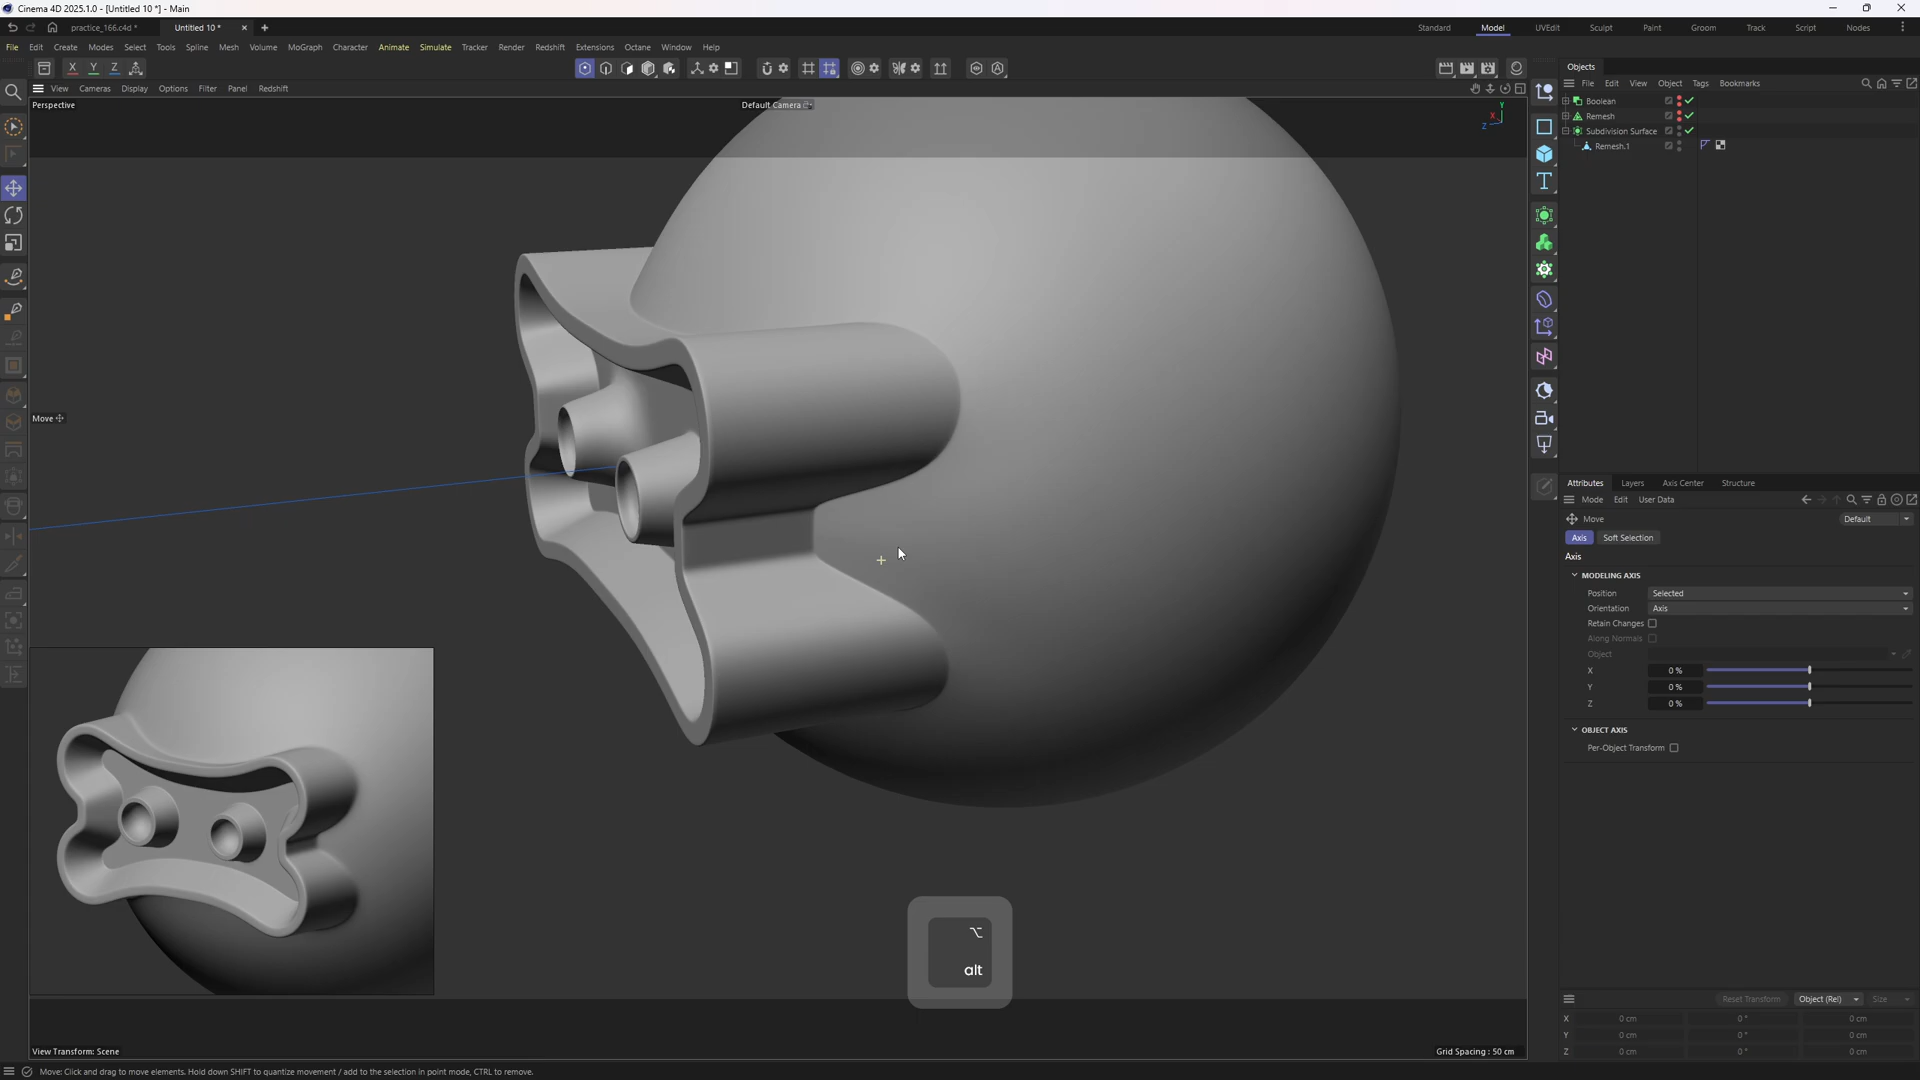 Cinema 4D 2025.1.0 - [Untitled 10 *] - Main
practice_166.c4d *
Untitled 10 *
Standard
Model
UVEdit
Sculpt
Paint
Groom
Track
Script
Nodes
File Edit Create Modes Select Tools Spline Mesh Volume MoGraph Character Animate Simulate Tracker Render Redshift Extensions Octane Window Help
X Y Z
View Cameras Display Options Filter Panel Redshift
Perspective
Default Camera
Y
X
Z
Move
alt
View Transform: Scene
Grid Spacing : 50 cm
Move: Click and drag to move elements. Hold down SHIFT to quantize movement / add to the selection in point mode, CTRL to remove.
Objects
File Edit View Object Tags Bookmarks
Boolean
Remesh
Subdivision Surface
Remesh.1
Attributes Layers Axis Center Structure
Mode Edit User Data
Move
Default
Axis
Soft Selection
Axis
MODELING AXIS
Position Selected
Orientation Axis
Retain Changes
Along Normals
Object
X 0 %
Y 0 %
Z 0 %
OBJECT AXIS
Per-Object Transform
Reset Transform Object (Rel) Size
X 0 cm 0 ° 0 cm
Y 0 cm 0 ° 0 cm
Z 0 cm 0 ° 0 cm